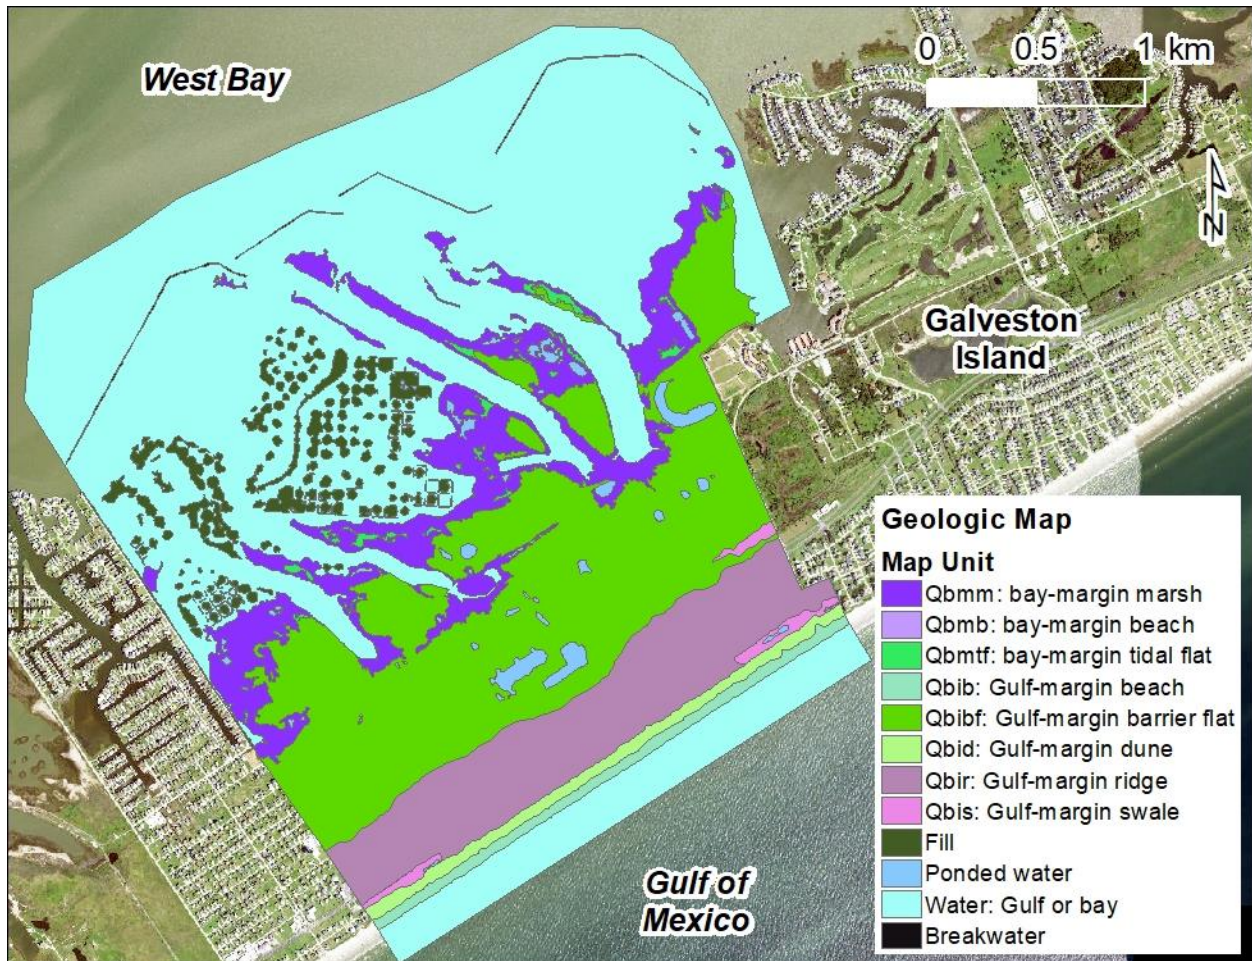 West Bay
0 0.5 1 km
N
Galveston
Island
Geologic Map
Map Unit
Qbmm: bay-margin marsh
Qbmb: bay-margin beach
Qbmtf: bay-margin tidal flat
Qbib: Gulf-margin beach
Qbibf: Gulf-margin barrier flat
Qbid: Gulf-margin dune
Qbir: Gulf-margin ridge
Qbis: Gulf-margin swale
Fill
Ponded water
Water: Gulf or bay
Breakwater
Gulf of
Mexico